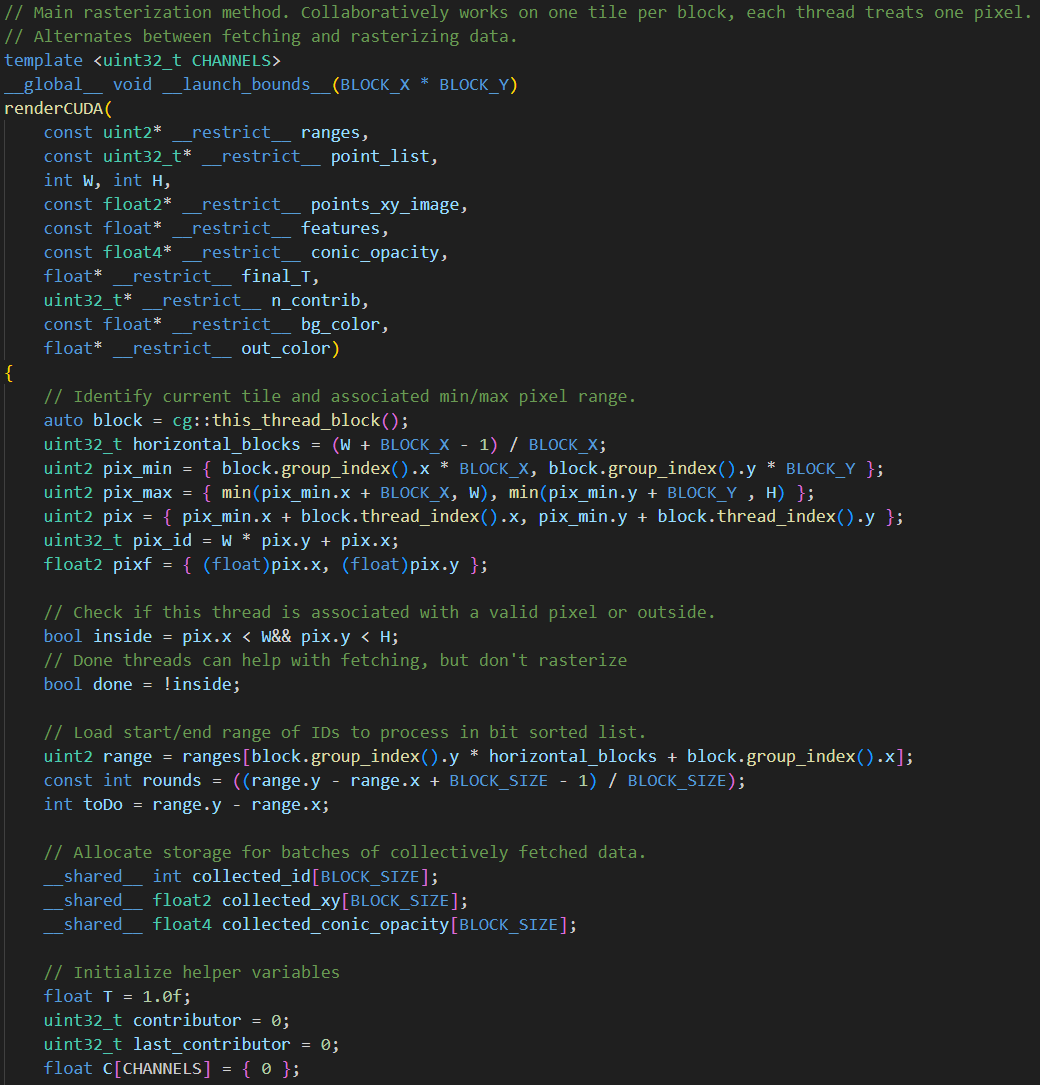 // Main rasterization method. Collaboratively works on one tile per block, each thread treats one pixel.
// Alternates between fetching and rasterizing data.
template <uint32_t CHANNELS>
__global__ void __launch_bounds__(BLOCK_X * BLOCK_Y)
renderCUDA(
    const uint2* __restrict__ ranges,
    const uint32_t* __restrict__ point_list,
    int W, int H,
    const float2* __restrict__ points_xy_image,
    const float* __restrict__ features,
    const float4* __restrict__ conic_opacity,
    float* __restrict__ final_T,
    uint32_t* __restrict__ n_contrib,
    const float* __restrict__ bg_color,
    float* __restrict__ out_color)
{
    // Identify current tile and associated min/max pixel range.
    auto block = cg::this_thread_block();
    uint32_t horizontal_blocks = (W + BLOCK_X - 1) / BLOCK_X;
    uint2 pix_min = { block.group_index().x * BLOCK_X, block.group_index().y * BLOCK_Y };
    uint2 pix_max = { min(pix_min.x + BLOCK_X, W), min(pix_min.y + BLOCK_Y , H) };
    uint2 pix = { pix_min.x + block.thread_index().x, pix_min.y + block.thread_index().y };
    uint32_t pix_id = W * pix.y + pix.x;
    float2 pixf = { (float)pix.x, (float)pix.y };

    // Check if this thread is associated with a valid pixel or outside.
    bool inside = pix.x < W&& pix.y < H;
    // Done threads can help with fetching, but don't rasterize
    bool done = !inside;

    // Load start/end range of IDs to process in bit sorted list.
    uint2 range = ranges[block.group_index().y * horizontal_blocks + block.group_index().x];
    const int rounds = ((range.y - range.x + BLOCK_SIZE - 1) / BLOCK_SIZE);
    int toDo = range.y - range.x;

    // Allocate storage for batches of collectively fetched data.
    __shared__ int collected_id[BLOCK_SIZE];
    __shared__ float2 collected_xy[BLOCK_SIZE];
    __shared__ float4 collected_conic_opacity[BLOCK_SIZE];

    // Initialize helper variables
    float T = 1.0f;
    uint32_t contributor = 0;
    uint32_t last_contributor = 0;
    float C[CHANNELS] = { 0 };